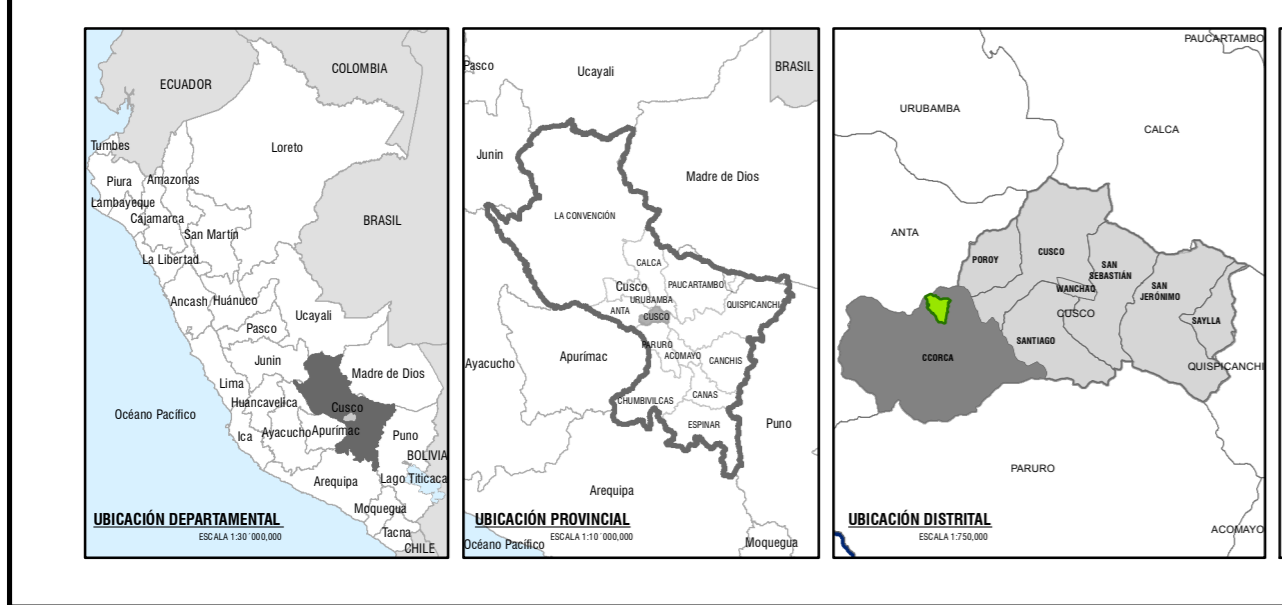 ECUADOR
COLOMBIA
Tumbes
Loreto
Piura
Amazonas
Lambayeque
Cajamarca
San Martín
BRASIL
La Libertad
Ancash
Huánuco
Ucayali
Pasco
Junín
Madre de Dios
Lima
Océano Pacífico
Huancavelica
Cusco
Ica
Ayacucho
Apurímac
Puno
BOLIVIA
Arequipa
Lago Titicaca
Moquegua
Tacna
CHILE
UBICACIÓN DEPARTAMENTAL
ESCALA 1:30´000,000
Pasco
Ucayali
BRASIL
Junin
Madre de Dios
LA CONVENCIÓN
CALCA
Cusco
PAUCARTAMBO
URUBAMBA
QUISPICANCHI
ANTA
CUSCO
PARURO
Ayacucho
Apurímac
ACOMAYO
CANCHIS
CHUMBIVILCAS
CANAS
ESPINAR
Puno
Arequipa
UBICACIÓN PROVINCIAL
ESCALA 1:10´000,000
Océano Pacífico
Moquegua
PAUCARTAMBO
URUBAMBA
CALCA
ANTA
POROY
CUSCO
SAN
SEBASTIÁN
WANCHAQ
SAN
JERÓNIMO
CUSCO
SAYLLA
SANTIAGO
CCORCA
QUISPICANCHI
PARURO
ACOMAYO
UBICACIÓN DISTRITAL
ESCALA 1:750,000